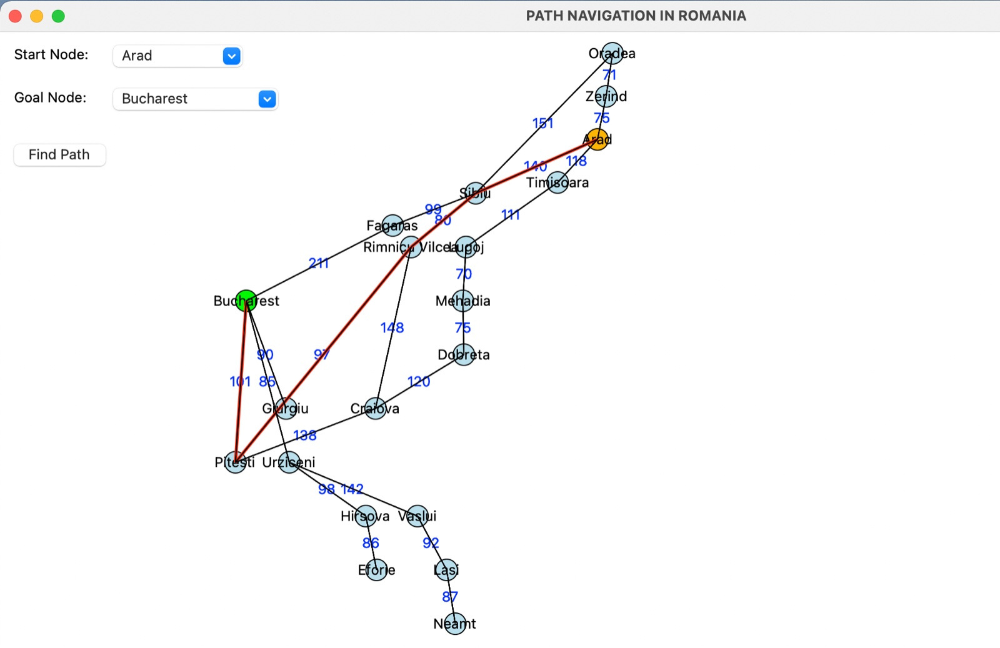 PATH NAVIGATION IN ROMANIA
Start Node:
Arad
Goal Node:
Bucharest
Find Path
Oradea
71
Zerind
75
151
Arad
118
140
Timisoara
Sibiu
99
111
80
Fagaras
Rimnicu Vilcea
Lugoj
211
70
Bucharest
Mehadia
148
75
90
97
Dobreta
101
85
120
Giurgiu
Craiova
138
Pitesti
Urziceni
98
142
Hirsova
Vaslui
86
92
Eforie
Lasi
87
Neamt